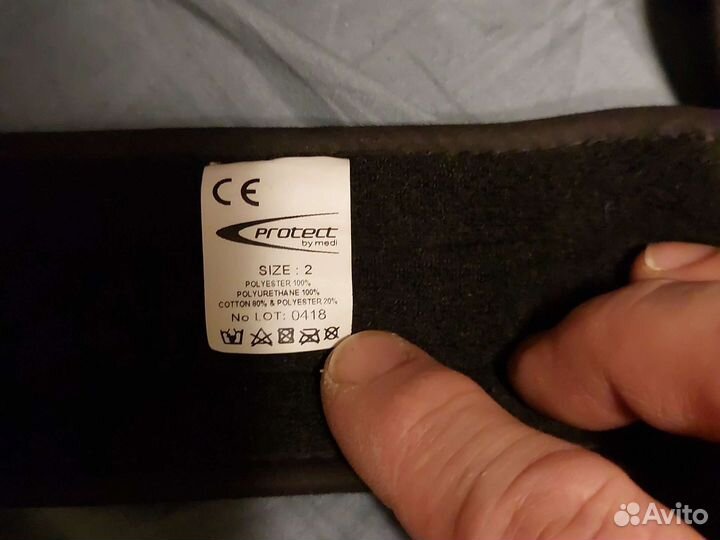 CE
protect
by medi
SIZE : 2
POLYESTER 100%
POLYURETHANE 100%
COTTON 80% & POLYESTER 20%
No LOT: 0418
Avito